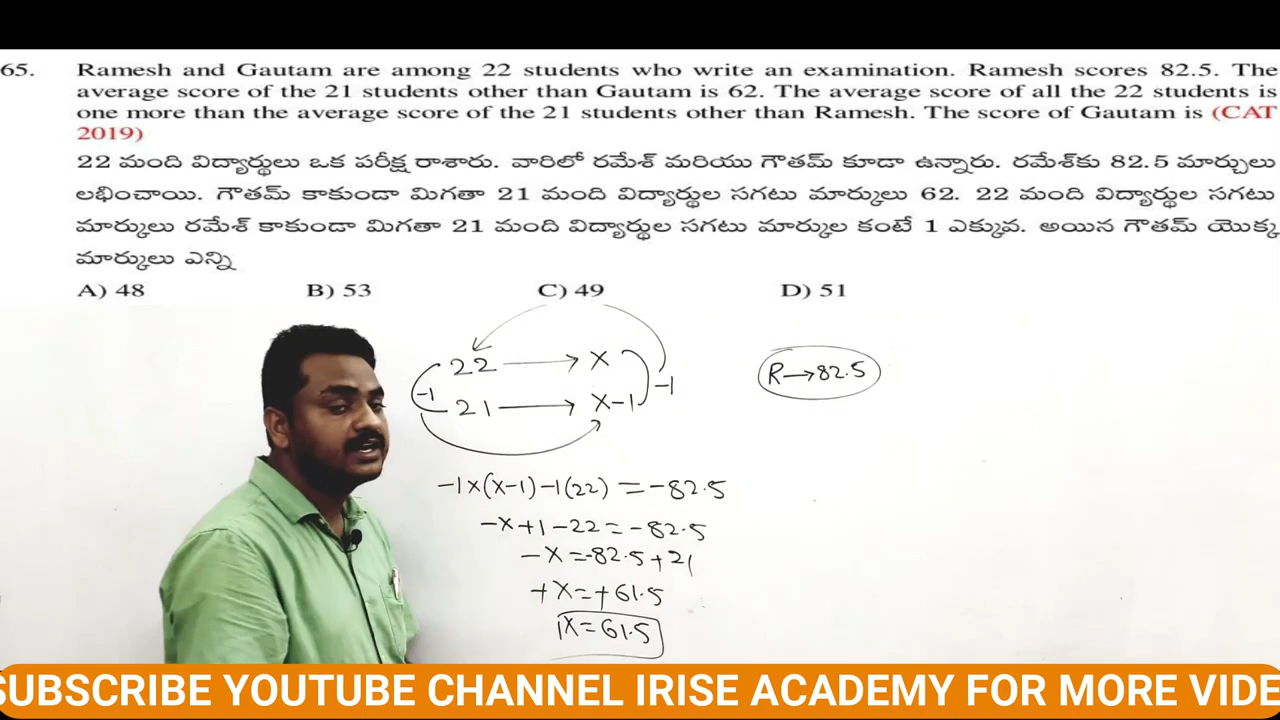 65. Ramesh and Gautam are among 22 students who write an examination. Ramesh scores 82.5. The
average score of the 21 students other than Gautam is 62. The average score of all the 22 students is
one more than the average score of the 21 students other than Ramesh. The score of Gautam is (CAT
2019)
22 మంది విద్యార్థులు ఒక పరీక్ష రాశారు. వారిలో రమేశ్ మరియు గౌతమ్ కూడా ఉన్నారు. రమేశ్‌కు 82.5 మార్కులు
లభించాయి. గౌతమ్ కాకుండా మిగతా 21 మంది విద్యార్థుల సగటు మార్కులు 62. 22 మంది విద్యార్థుల సగటు
మార్కులు రమేశ్ కాకుండా మిగతా 21 మంది విద్యార్థుల సగటు మార్కుల కంటే 1 ఎక్కువ. అయిన గౌతమ్ యొక్క
మార్కులు ఎన్ని
A) 48 B) 53 C) 49 D) 51
22 → x
R→82.5
-1 -1
21 → x-1
-1x(x-1)-1(22) = -82.5
-x+1-22=-82.5
-x=-82.5+21
+x=+61.5
x=61.5
SUBSCRIBE YOUTUBE CHANNEL IRISE ACADEMY FOR MORE VIDE